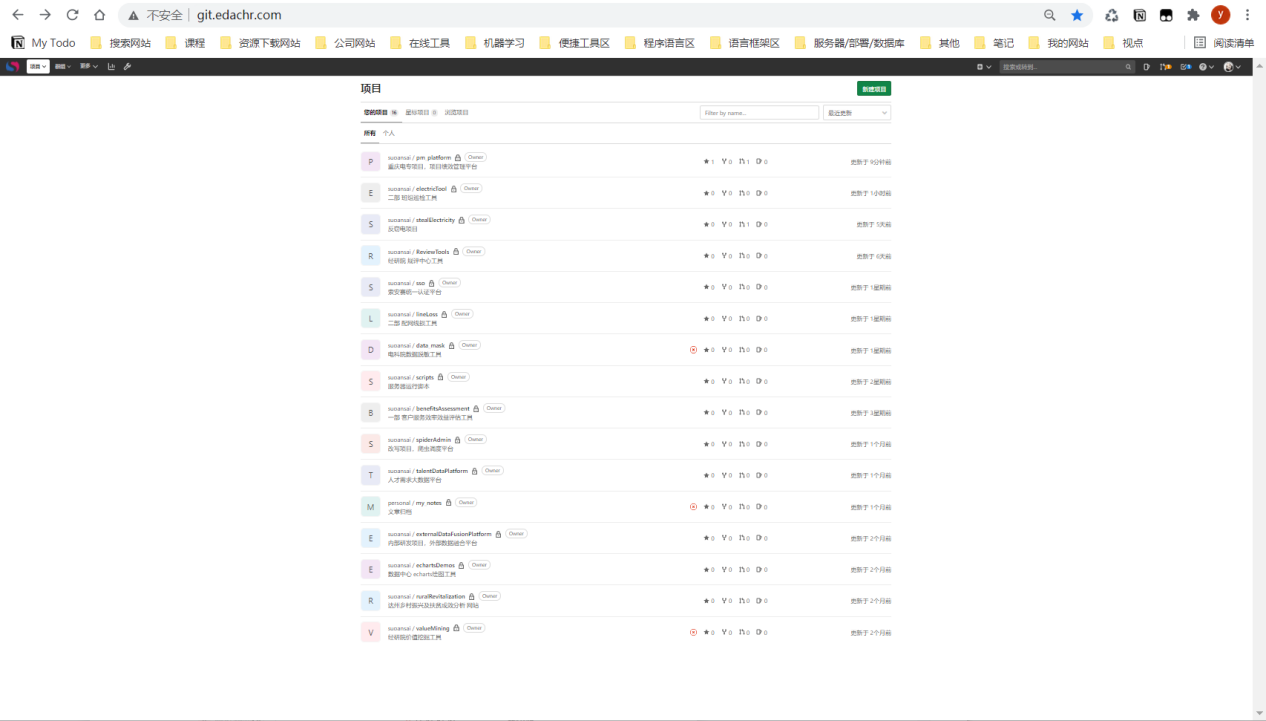 不安全 git.edachr.com
My Todo 搜索网站 课程 资源下载网站 公司网站 在线工具 机器学习 便捷工具区 程序语言区 语言框架区 服务器/部署/数据库 其他 笔记 我的网站 视点 阅读清单
项目 群组 更多 搜索或转到...
项目 新建项目
您的项目 16 星标项目 0 浏览项目 Filter by name... 最近更新
所有 个人
P suoansai / pm_platform Owner 1 0 1 0 更新于 9分钟前
重庆电专项目，项目绩效管理平台
E suoansai / electricTool Owner 0 0 0 0 更新于 1小时前
二部 班站巡检工具
S suoansai / stealElectricity Owner 0 0 1 0 更新于 5天前
反窃电项目
R suoansai / ReviewTools Owner 0 0 0 0 更新于 6天前
经研院 规评中心工具
S suoansai / sso Owner 0 0 0 0 更新于 1星期前
索安赛统一认证平台
L suoansai / lineLoss Owner 0 0 0 0 更新于 1星期前
二部 配网线损工具
D suoansai / data_mask Owner 0 0 0 0 更新于 1星期前
电科院数据脱敏工具
S suoansai / scripts Owner 0 0 0 0 更新于 2星期前
服务器运行脚本
B suoansai / benefitsAssessment Owner 0 0 0 0 更新于 3星期前
一部 客户服务效率效益评估工具
S suoansai / spiderAdmin Owner 0 0 0 0 更新于 1个月前
改写项目，爬虫调度平台
T suoansai / talentDataPlatform Owner 0 0 0 0 更新于 1个月前
人才需求大数据平台
M personal / my_notes Owner 0 0 0 0 更新于 1个月前
文章归档
E suoansai / externalDataFusionPlatform Owner 0 0 0 0 更新于 2个月前
内部研发项目，外部数据融合平台
E suoansai / echartsDemos Owner 0 0 0 0 更新于 2个月前
数据中心 echarts绘图工具
R suoansai / ruralRevitalization Owner 0 0 0 0 更新于 2个月前
达州乡村振兴及扶贫成效分析 网站
V suoansai / valueMining Owner 0 0 0 0 更新于 2个月前
经研院价值挖掘工具